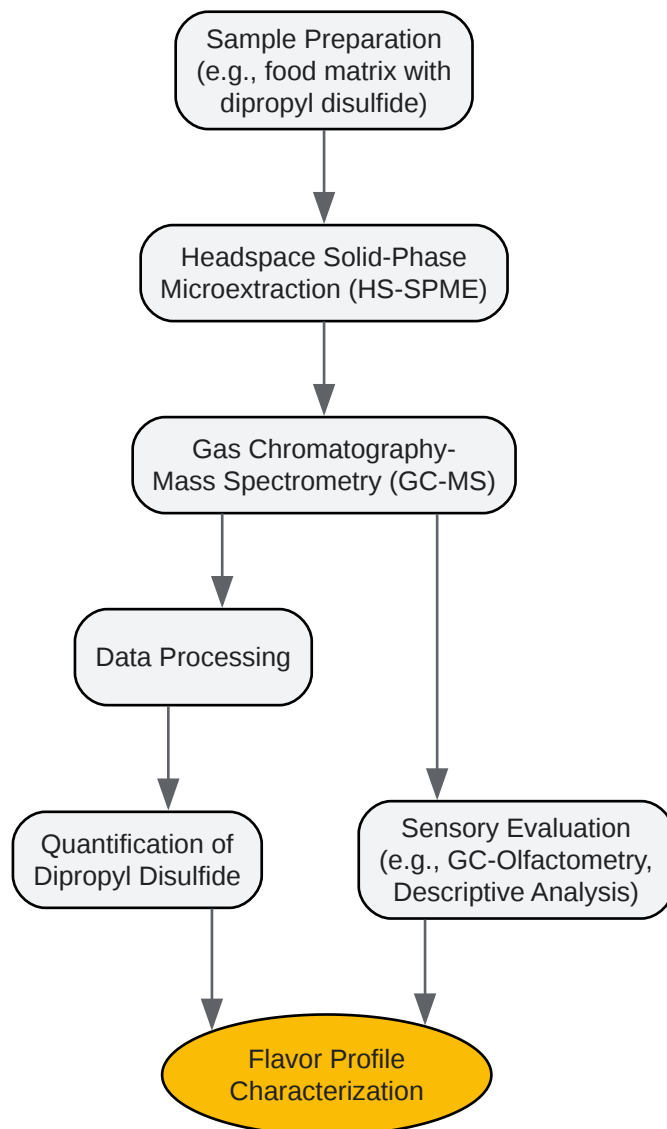 Sample Preparation
(e.g., food matrix with
dipropyl disulfide)
Headspace Solid-Phase
Microextraction (HS-SPME)
Gas Chromatography-
Mass Spectrometry (GC-MS)
Data Processing
Quantification of
Dipropyl Disulfide
Sensory Evaluation
(e.g., GC-Olfactometry,
Descriptive Analysis)
Flavor Profile
Characterization